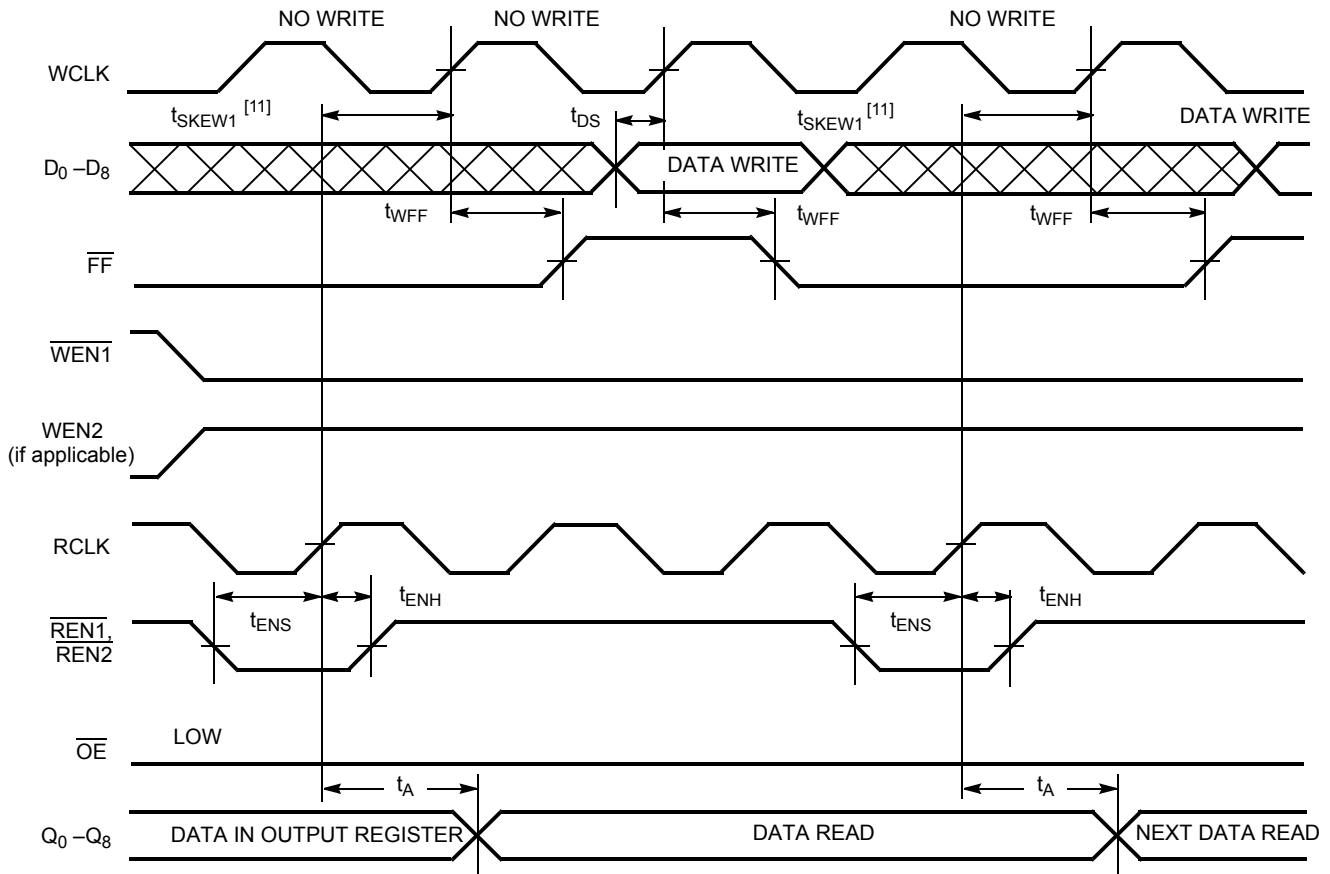 NO WRITE NO WRITE NO WRITE
WCLK
tSKEW1 [11] tDS tSKEW1 [11] DATA WRITE
D0 –D8 DATA WRITE
tWFF tWFF tWFF
FF
WEN1
WEN2
(if applicable)
RCLK
tENH tENH
REN1, tENS tENS
REN2
OE LOW
tA tA
Q0 –Q8 DATA IN OUTPUT REGISTER DATA READ NEXT DATA READ